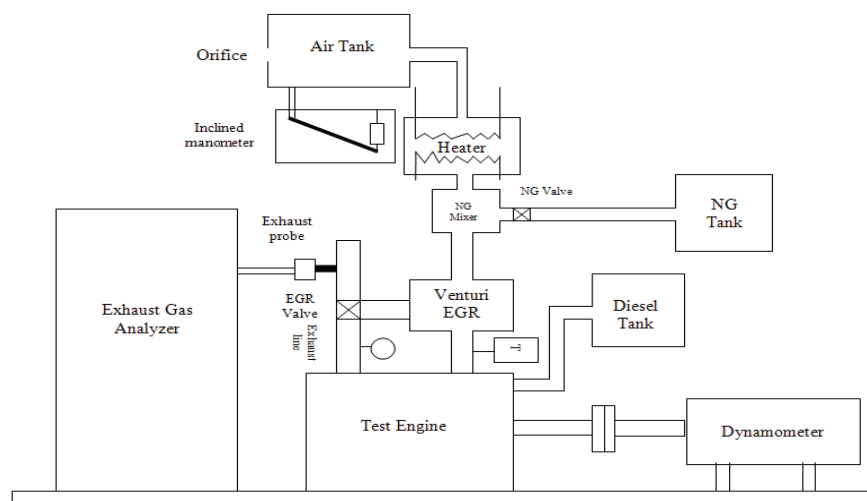 Air Tank
Orifice
Inclined
manometer
Heater
NG Valve
NG
Mixer
NG
Tank
Exhaust
probe
EGR
Valve
Exhaust
line
Venturi
EGR
Diesel
Tank
Exhaust Gas
Analyzer
T
Test Engine
Dynamometer